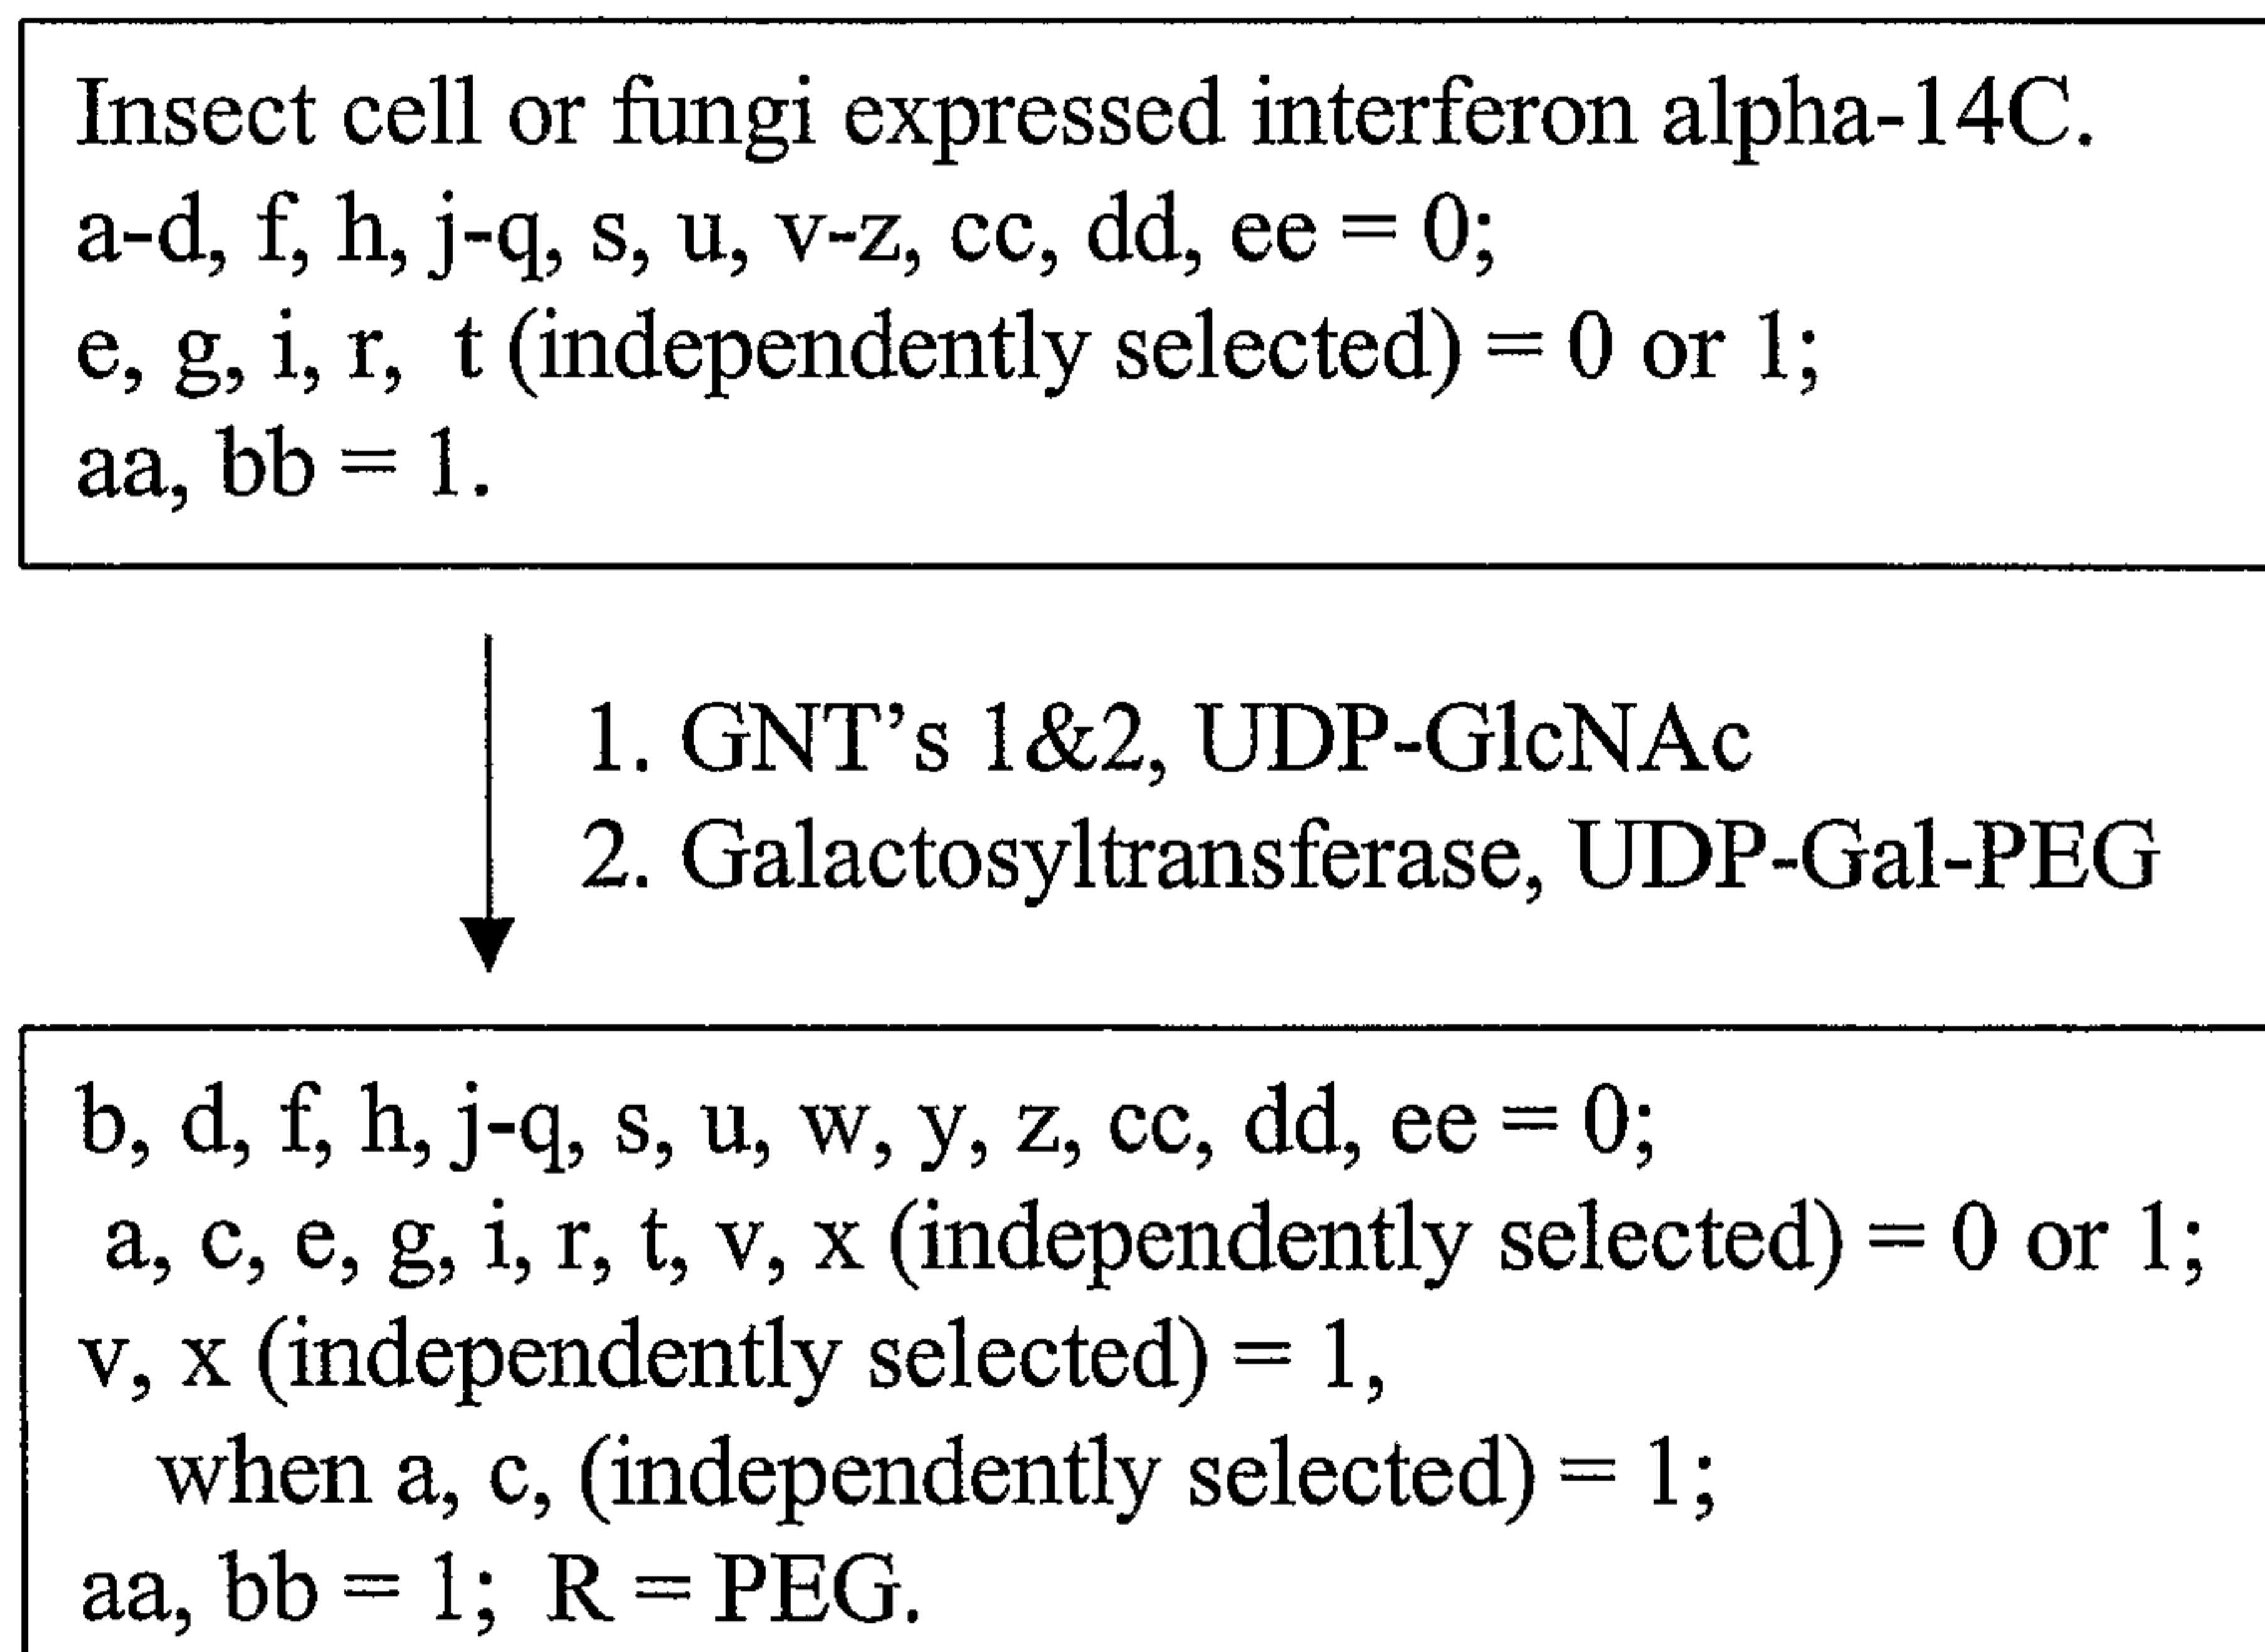 Insect cell or fungi expressed interferon alpha-14C.
a-d, f, h, j-q, s, u, v-z, cc, dd, ee = 0;
e, g, i, r, t (independently selected) = 0 or 1;
aa, bb = 1.
1. GNT's 1&2, UDP-GlcNAc
2. Galactosyltransferase, UDP-Gal-PEG
b, d, f, h, j-q, s, u, w, y, z, cc, dd, ee = 0;
a, c, e, g, i, r, t, v, x (independently selected) = 0 or 1;
v, x (independently selected) = 1,
when a, c, (independently selected) = 1;
aa, bb = 1; R = PEG.